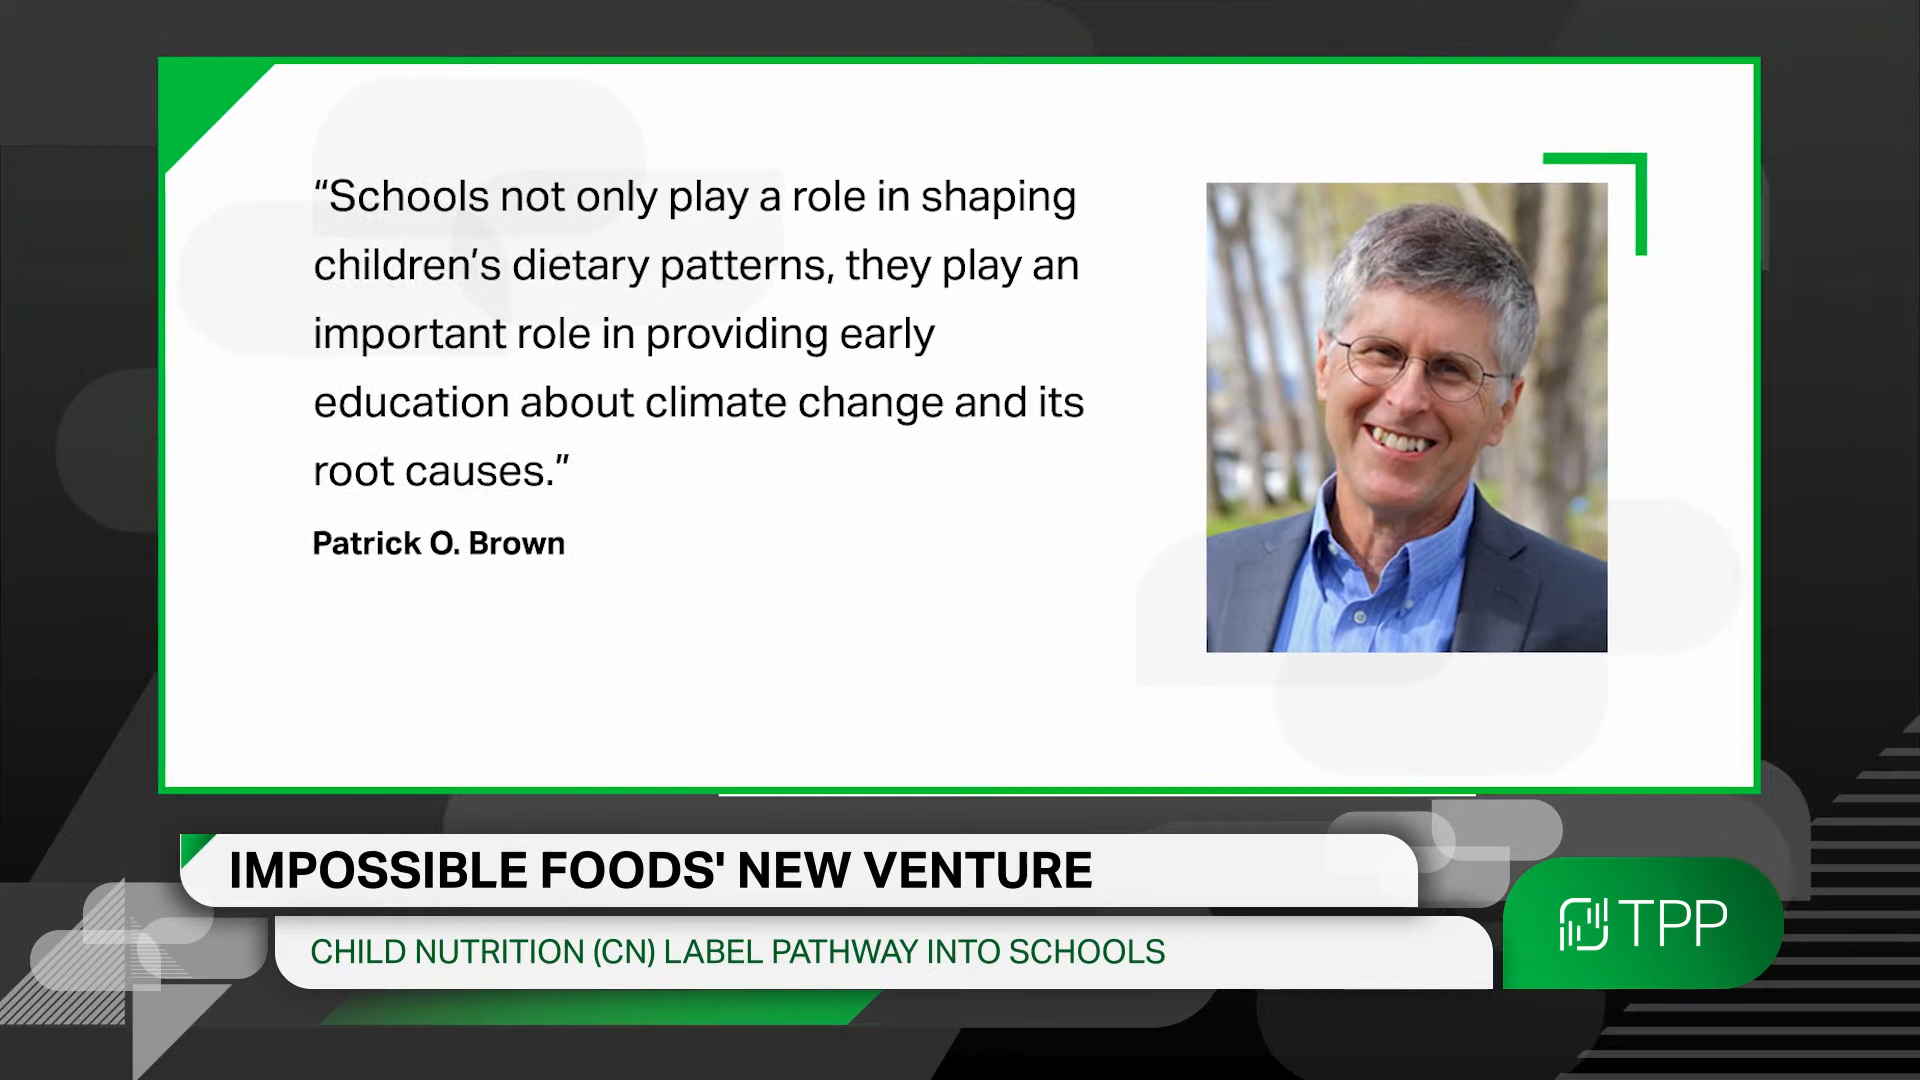 “Schools not only play a role in shaping
children’s dietary patterns, they play an
important role in providing early
education about climate change and its
root causes.”
Patrick O. Brown
IMPOSSIBLE FOODS' NEW VENTURE
CHILD NUTRITION (CN) LABEL PATHWAY INTO SCHOOLS
TPP